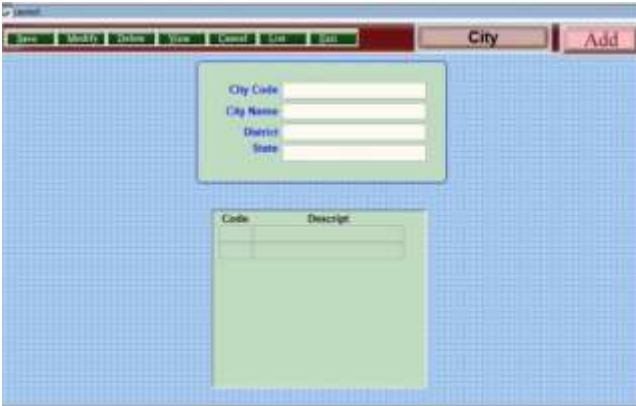 Save Modify Delete View Cancel List Exit City Add
City Code
City Name
District
State
Code Descript